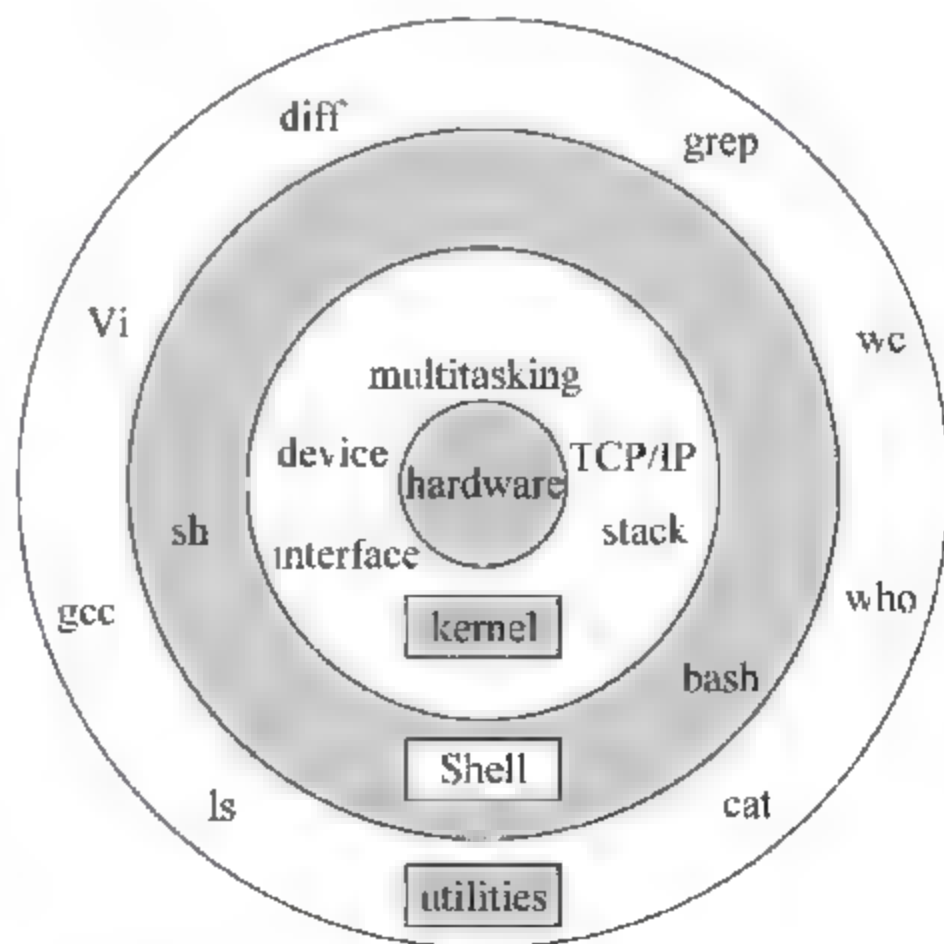 diff
grep
Vi
wc
multitasking
device
TCP/IP
hardware
sh
stack
interface
gcc
who
kernel
bash
Shell
ls
cat
utilities